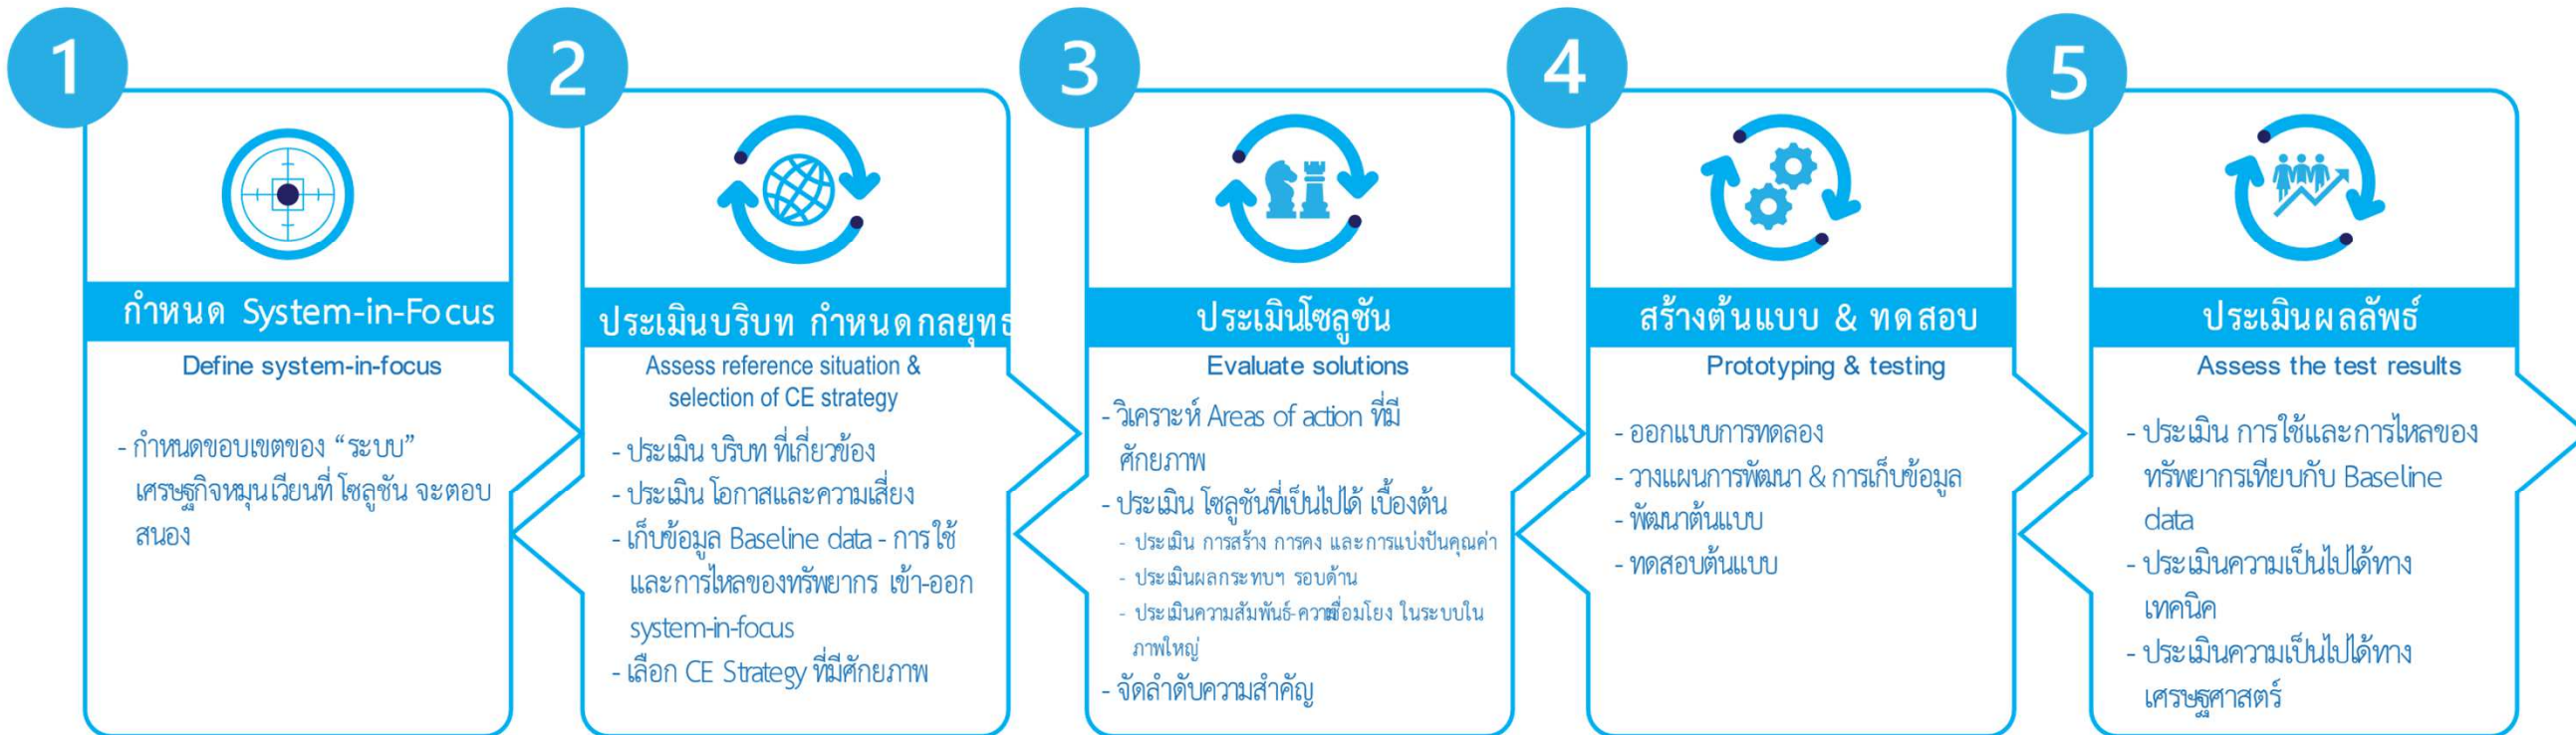 1
กำหนด System-in-Focus
Define system-in-focus
- กำหนดขอบเขตของ “ระบบ”
เศรษฐกิจหมุนเวียนที่ โซลูชัน จะตอบ
สนอง
2
ประเมินบริบท กำหนดกลยุทธ
Assess reference situation &
selection of CE strategy
- ประเมิน บริบท ที่เกี่ยวข้อง
- ประเมิน โอกาสและความเสี่ยง
- เก็บข้อมูล Baseline data - การใช้
และการไหลของทรัพยากร เข้า-ออก
system-in-focus
- เลือก CE Strategy ที่มีศักยภาพ
3
ประเมินโซลูชัน
Evaluate solutions
- วิเคราะห์ Areas of action ที่มี
ศักยภาพ
- ประเมิน โซลูชันที่เป็นไปได้ เบื้องต้น
- ประเมิน การสร้าง การคง และการแบ่งปันคุณค่า
- ประเมินผลกระทบฯ รอบด้าน
- ประเมินความสัมพันธ์-ความเชื่อมโยง ในระบบใน
ภาพใหญ่
- จัดลำดับความสำคัญ
4
สร้างต้นแบบ & ทดสอบ
Prototyping & testing
- ออกแบบการทดลอง
- วางแผนการพัฒนา & การเก็บข้อมูล
- พัฒนาต้นแบบ
- ทดสอบต้นแบบ
5
ประเมินผลลัพธ์
Assess the test results
- ประเมิน การใช้และการไหลของ
ทรัพยากรเทียบกับ Baseline
data
- ประเมินความเป็นไปได้ทาง
เทคนิค
- ประเมินความเป็นไปได้ทาง
เศรษฐศาสตร์